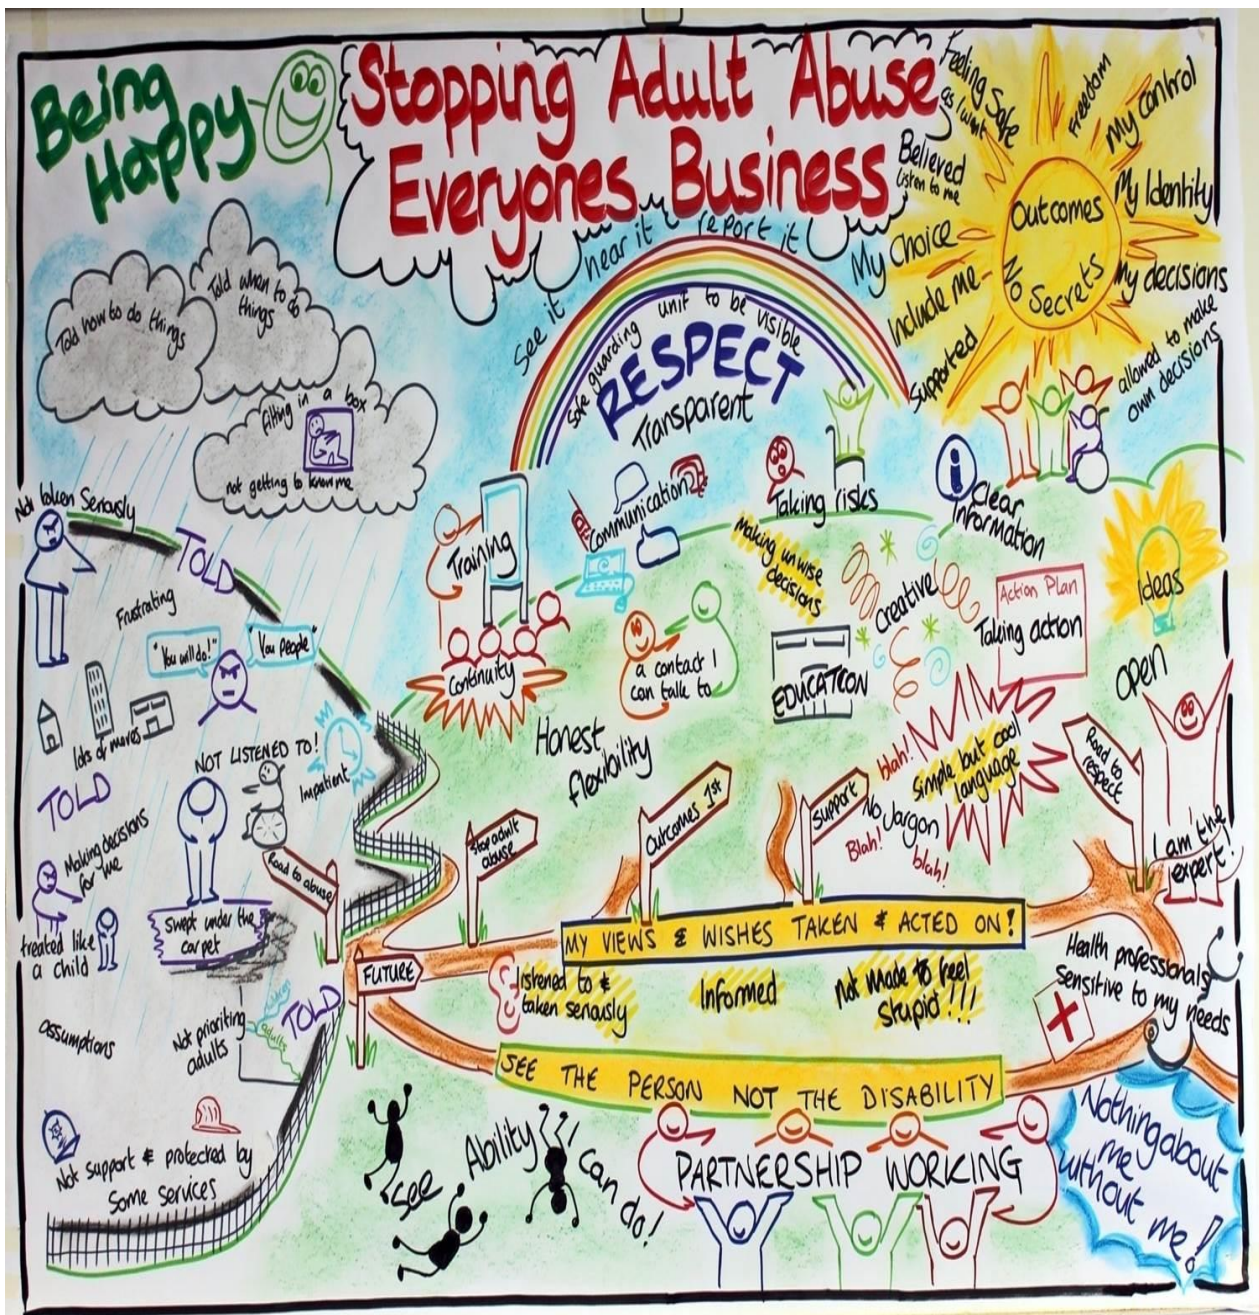 Being
Happy
Stopping Adult Abuse
Everyones Business
Feeling Safe
as I want
Freedom
My Control
Believed
Listen to me
My Identity
Outcomes
No Secrets
My Choice
My decisions
Include me
Supported
allowed to make
own decisions
See it hear it report it
Safeguarding unit to be visible
RESPECT
Transparent
Told how to do things
Told when to do
things
fitting in a box
not getting to know me
Not taken Seriously
TOLD
Frustrating
"You will do!"
"You people"
lots of moves
NOT LISTENED TO!
Impatient
TOLD
Making decisions
for me
Road to abuse
Swept under the
carpet
treated like
a child
assumptions
Not prioriting
adults
adults
TOLD
Not support & protected by
Some services
Training
Communication
Taking risks
Clear
Information
Making unwise
decisions
Creative
Action Plan
Taking action
Ideas
Continuity
a contact I
can talk to
EDUCATION
OPEN
Honest
flexibility
blah!
Simple but cool
language
No Jargon
Blah!
blah!
Road to
respect
I am the
expert!
Stop adult
abuse
Outcomes 1st
Support
MY VIEWS & WISHES TAKEN & ACTED ON!
FUTURE
listened to &
taken seriously
Informed
Not made to feel
stupid!!!
Health professionals
sensitive to my needs
SEE THE PERSON NOT THE DISABILITY
See
Ability
I can do!
PARTNERSHIP WORKING
Nothing about
me
without me!